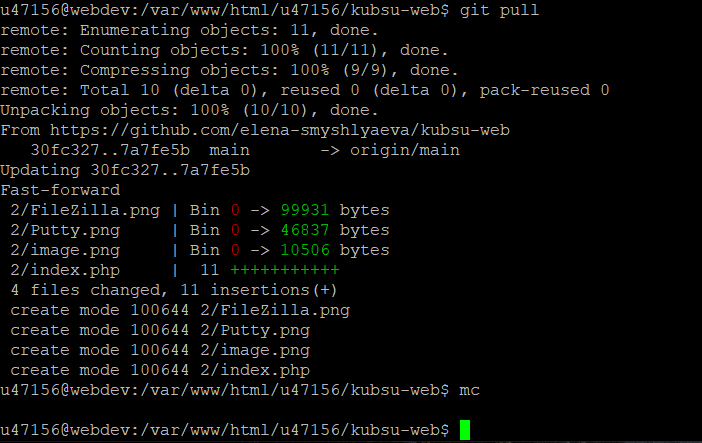 u47156@webdev:/var/www/html/u47156/kubsu-web$ git pull
remote: Enumerating objects: 11, done.
remote: Counting objects: 100% (11/11), done.
remote: Compressing objects: 100% (9/9), done.
remote: Total 10 (delta 0), reused 0 (delta 0), pack-reused 0
Unpacking objects: 100% (10/10), done.
From https://github.com/elena-smyshlyaeva/kubsu-web
   30fc327..7a7fe5b  main       -> origin/main
Updating 30fc327..7a7fe5b
Fast-forward
 2/FileZilla.png | Bin 0 -> 99931 bytes
 2/Putty.png     | Bin 0 -> 46837 bytes
 2/image.png     | Bin 0 -> 10506 bytes
 2/index.php     |  11 +++++++++++
 4 files changed, 11 insertions(+)
 create mode 100644 2/FileZilla.png
 create mode 100644 2/Putty.png
 create mode 100644 2/image.png
 create mode 100644 2/index.php
u47156@webdev:/var/www/html/u47156/kubsu-web$ mc
u47156@webdev:/var/www/html/u47156/kubsu-web$